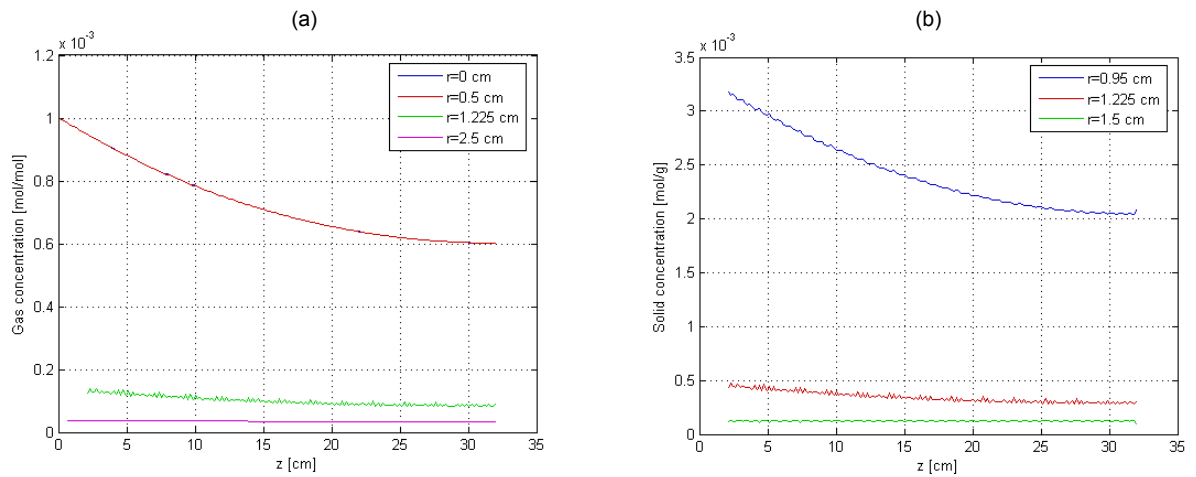 (a)
(b)
x 10⁻³
1.2
1
0.8
0.6
0.4
0.2
0
0 5 10 15 20 25 30 35
Gas concentration [mol/mol]
z [cm]
r=0 cm
r=0.5 cm
r=1.225 cm
r=2.5 cm
x 10⁻³
3.5
3
2.5
2
1.5
1
0.5
0
0 5 10 15 20 25 30 35
Solid concentration [mol/g]
z [cm]
r=0.95 cm
r=1.225 cm
r=1.5 cm